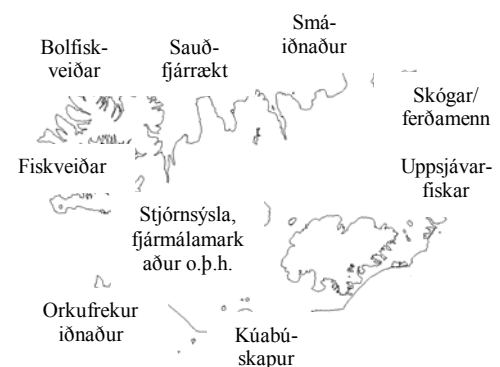 Bolfisk-
veiðar
Sauð-
fjárrækt
Smá-
iðnaður
Skógar/
ferðamenn
Fiskveiðar
Uppsjávar-
fiskar
Stjórnsýsla,
fjármálamark
aður o.þ.h.
Orkufrekur
iðnaður
Kúabú-
skapur